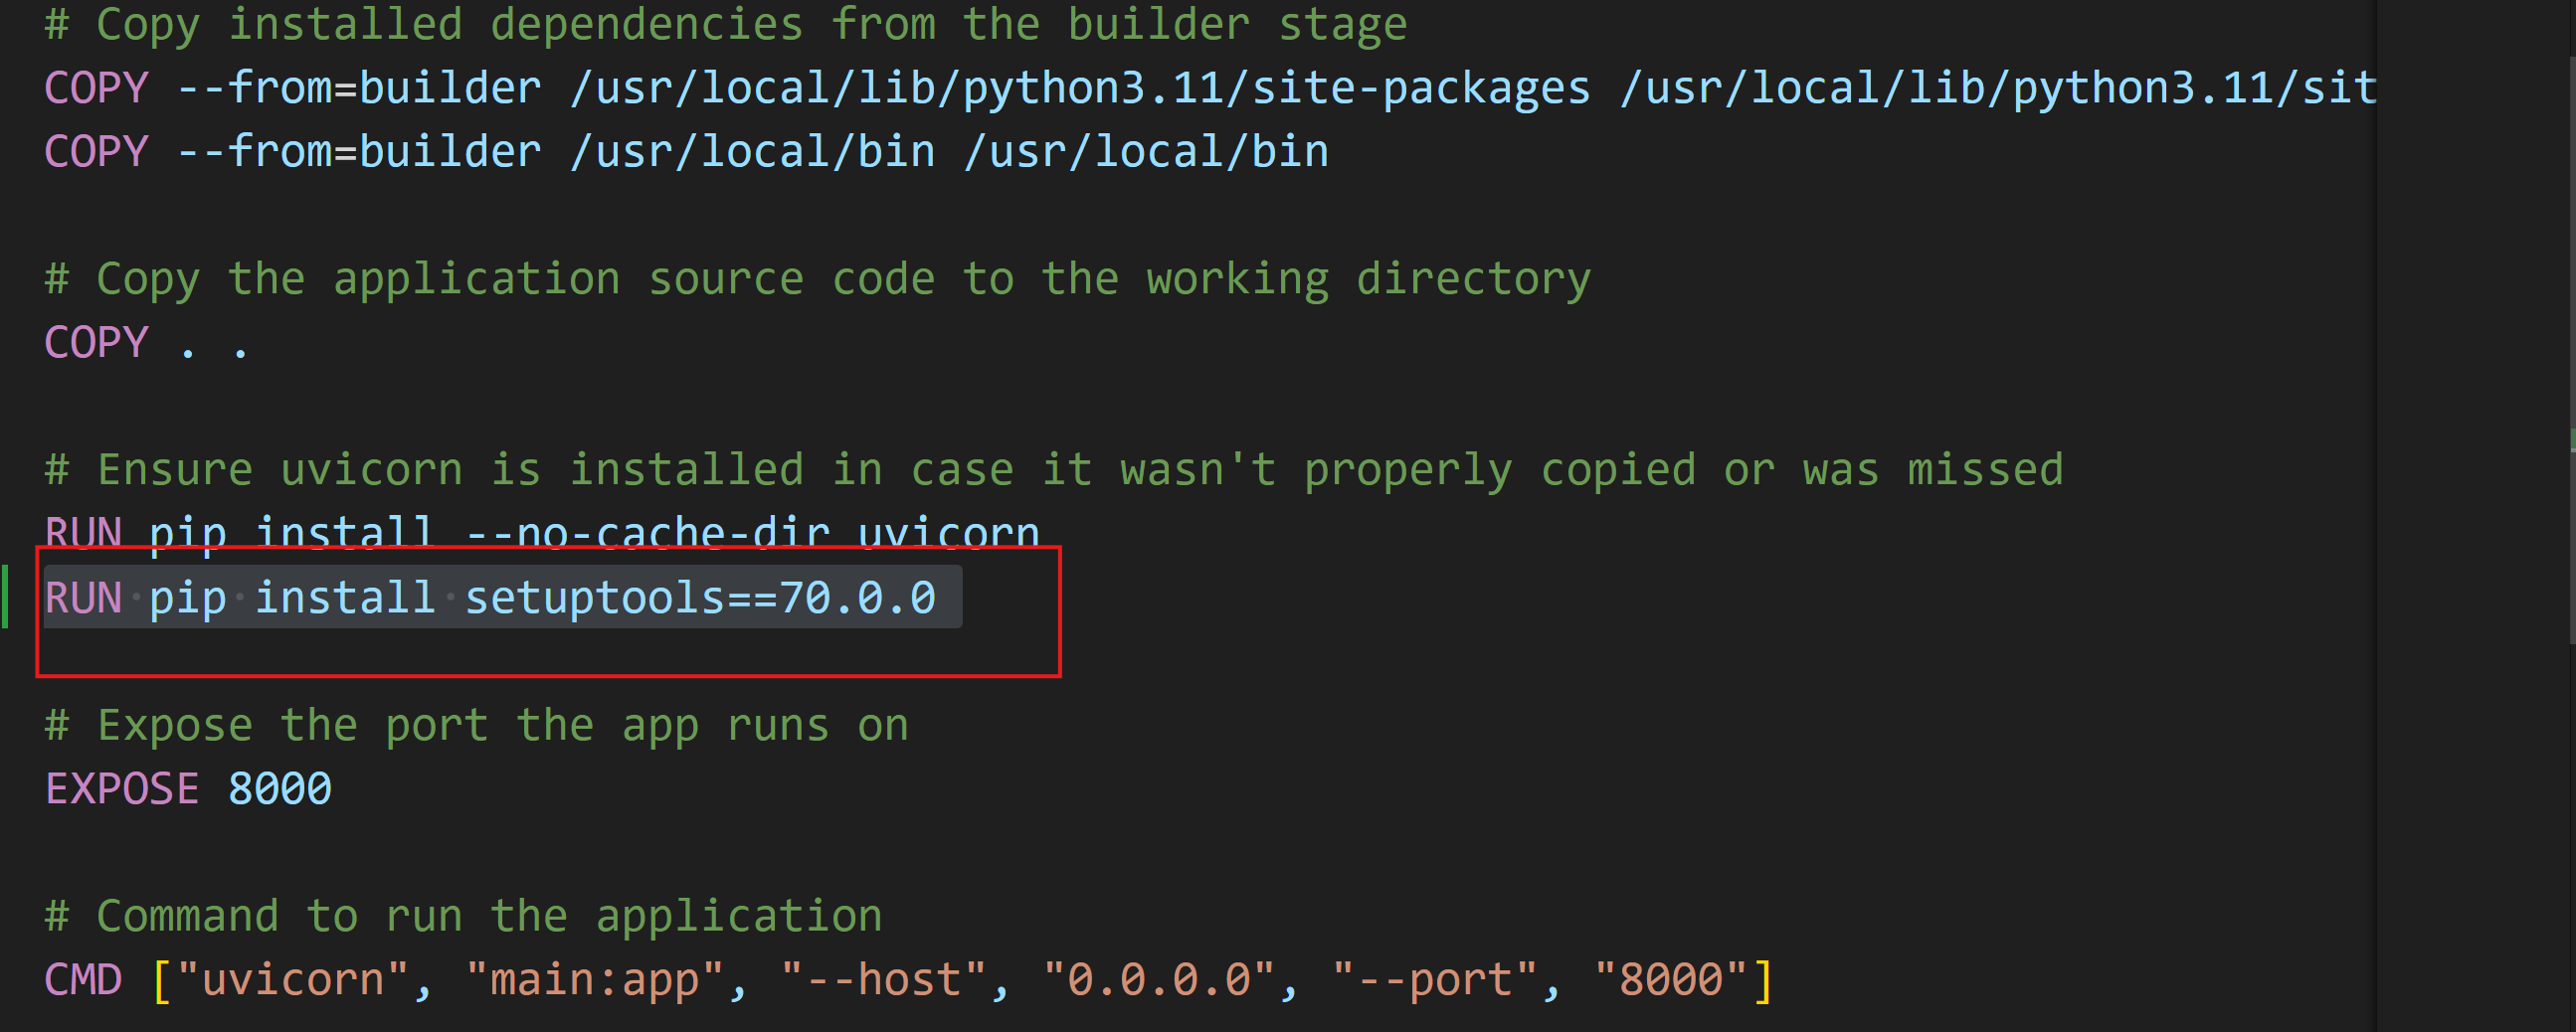 # Copy installed dependencies from the builder stage
COPY --from=builder /usr/local/lib/python3.11/site-packages /usr/local/lib/python3.11/sit
COPY --from=builder /usr/local/bin /usr/local/bin
# Copy the application source code to the working directory
COPY . .
# Ensure uvicorn is installed in case it wasn't properly copied or was missed
RUN pip install --no-cache-dir uvicorn
RUN pip install setuptools==70.0.0
# Expose the port the app runs on
EXPOSE 8000
# Command to run the application
CMD ["uvicorn", "main:app", "--host", "0.0.0.0", "--port", "8000"]